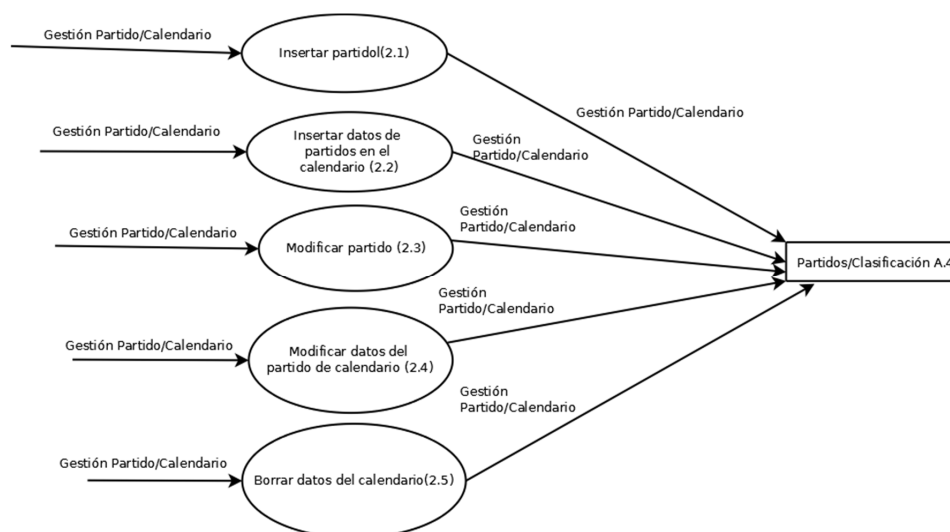 Gestión Partido/Calendario
Insertar partidol(2.1)
Gestión Partido/Calendario
Gestión Partido/Calendario
Insertar datos de
partidos en el
calendario (2.2)
Gestión
Partido/Calendario
Gestión Partido/Calendario
Modificar partido (2.3)
Gestión
Partido/Calendario
Partidos/Clasificación A.4
Gestión Partido/Calendario
Modificar datos del
partido de calendario (2.4)
Gestión
Partido/Calendario
Gestión Partido/Calendario
Borrar datos del calendario(2.5)
Gestión
Partido/Calendario